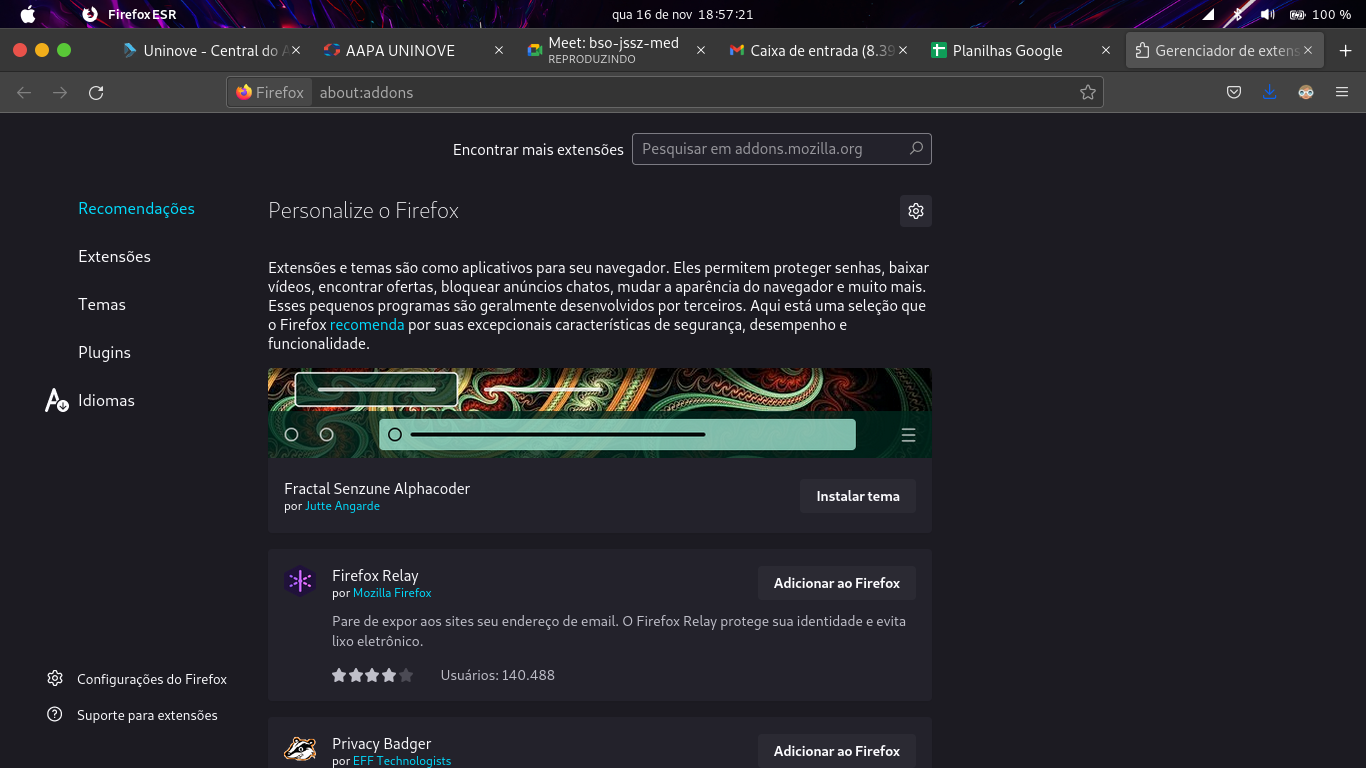 Firefox ESR
qua 16 de nov  18:57:21
100 %
Uninove - Central do A
AAPA UNINOVE
Meet: bso-jssz-med
REPRODUZINDO
Caixa de entrada (8.39
Planilhas Google
Gerenciador de extens
Firefox
about:addons
Encontrar mais extensões
Pesquisar em addons.mozilla.org
Recomendações
Extensões
Temas
Plugins
Idiomas
Configurações do Firefox
Suporte para extensões
Personalize o Firefox
Extensões e temas são como aplicativos para seu navegador. Eles permitem proteger senhas, baixar
vídeos, encontrar ofertas, bloquear anúncios chatos, mudar a aparência do navegador e muito mais.
Esses pequenos programas são geralmente desenvolvidos por terceiros. Aqui está uma seleção que
o Firefox recomenda por suas excepcionais características de segurança, desempenho e
funcionalidade.
Fractal Senzune Alphacoder
por Jutte Angarde
Instalar tema
Firefox Relay
por Mozilla Firefox
Adicionar ao Firefox
Pare de expor aos sites seu endereço de email. O Firefox Relay protege sua identidade e evita
lixo eletrônico.
Usuários: 140.488
Privacy Badger
por EFF Technologists
Adicionar ao Firefox